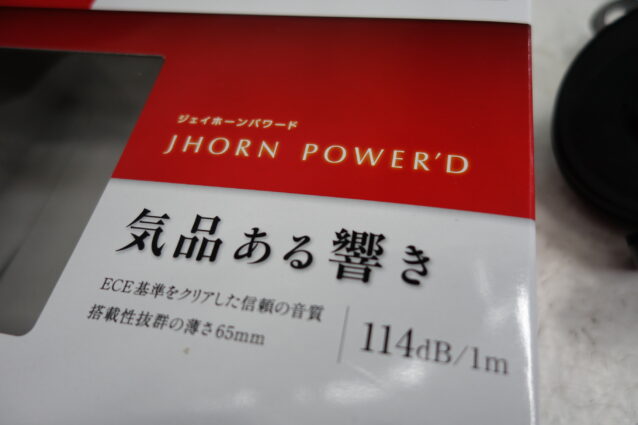 ジェイホーンパワード
JHORN POWER'D
気品ある響き
ECE基準をクリアした信頼の音質
搭載性抜群の薄さ65mm
114dB/1m